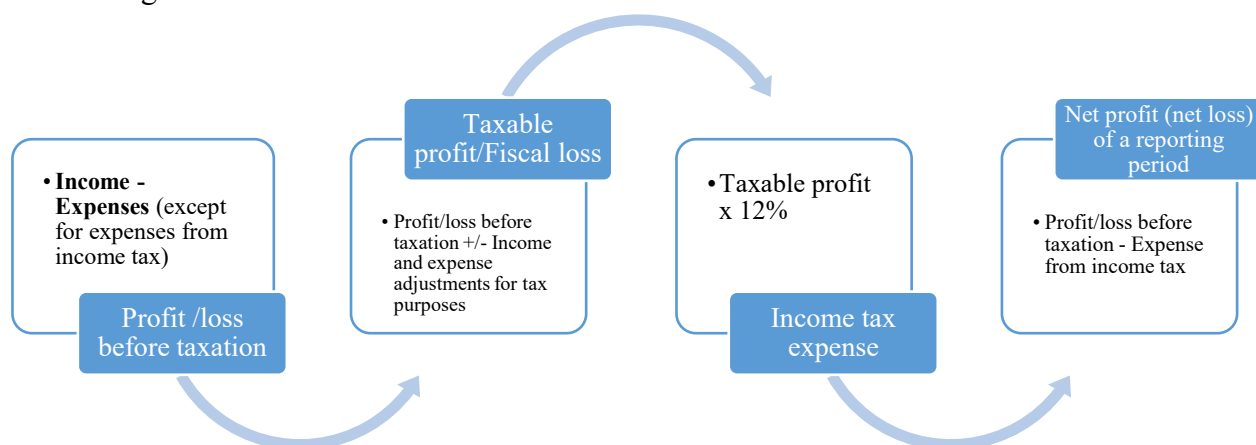 • Income -
Expenses (except
for expenses from
income tax)
Profit /loss
before taxation
Taxable
profit/Fiscal loss
• Profit/loss before
taxation +/- Income
and expense
adjustments for tax
purposes
• Taxable profit
x 12%
Income tax
expense
Net profit (net loss)
of a reporting
period
• Profit/loss before
taxation - Expense
from income tax